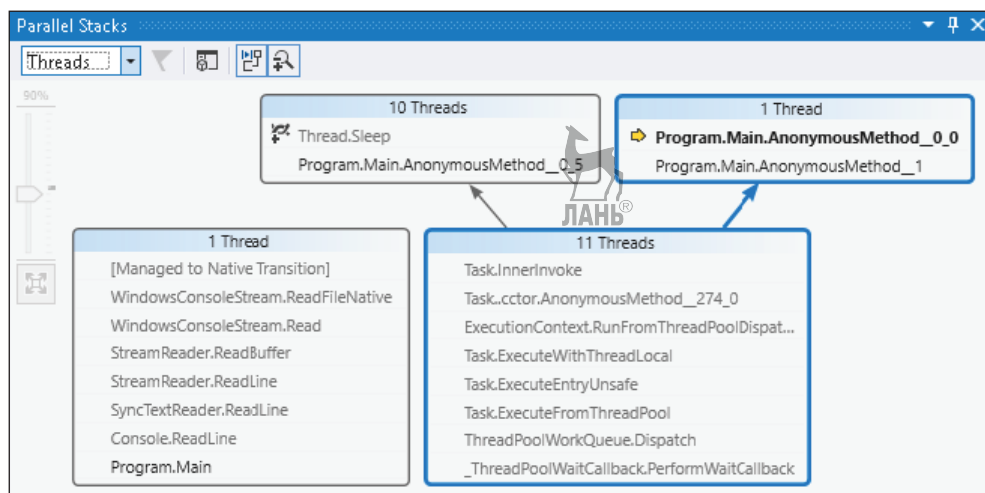 Parallel Stacks
Threads
90%
10 Threads
Thread.Sleep
Program.Main.AnonymousMethod__0_5
1 Thread
Program.Main.AnonymousMethod__0_0
Program.Main.AnonymousMethod__1
ЛАНЬ®
1 Thread
[Managed to Native Transition]
WindowsConsoleStream.ReadFileNative
WindowsConsoleStream.Read
StreamReader.ReadBuffer
StreamReader.ReadLine
SyncTextReader.ReadLine
Console.ReadLine
Program.Main
11 Threads
Task.InnerInvoke
Task..cctor.AnonymousMethod__274_0
ExecutionContext.RunFromThreadPoolDispat...
Task.ExecuteWithThreadLocal
Task.ExecuteEntryUnsafe
Task.ExecuteFromThreadPool
ThreadPoolWorkQueue.Dispatch
_ThreadPoolWaitCallback.PerformWaitCallback